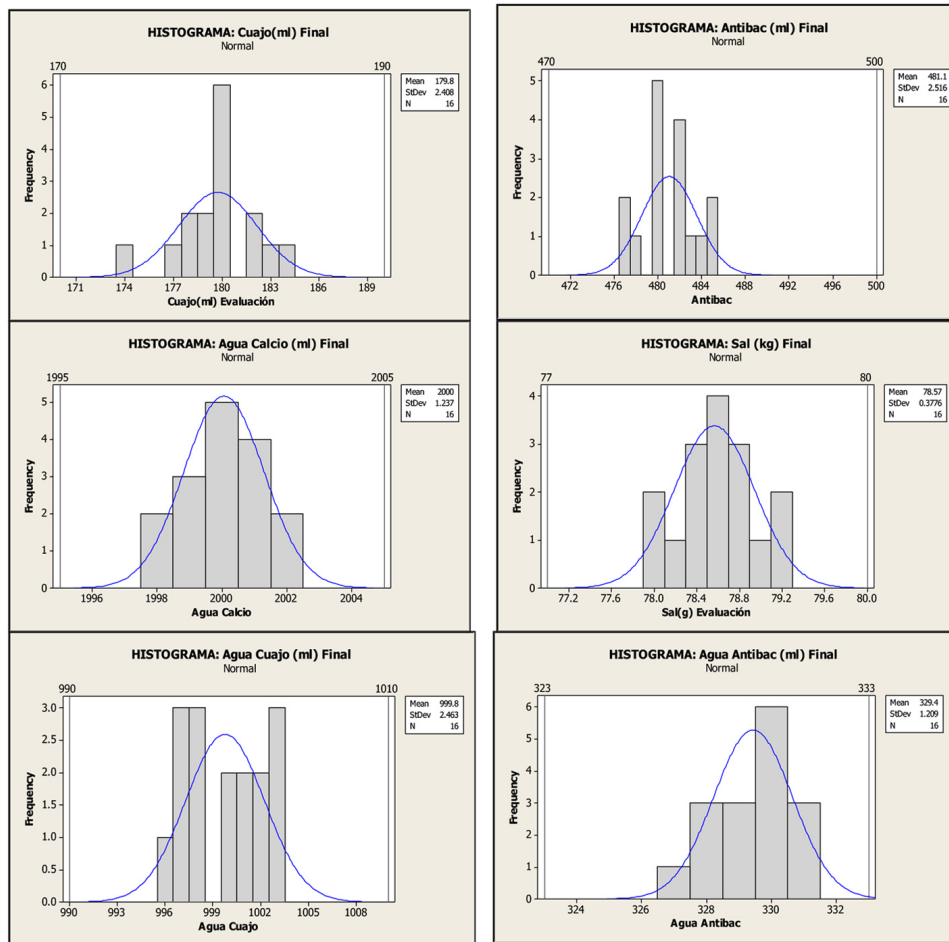 HISTOGRAMA: Cuajo(ml) Final
Normal
170 190
Mean 179.8
StDev 2.408
N 16
Frequency
6
5
4
3
2
1
0
171 174 177 180 183 186 189
Cuajo(ml) Evaluación
HISTOGRAMA: Antibac (ml) Final
Normal
470 500
Mean 481.1
StDev 2.516
N 16
Frequency
5
4
3
2
1
0
472 476 480 484 488 492 496 500
Antibac
HISTOGRAMA: Agua Calcio (ml) Final
Normal
1995 2005
Mean 2000
StDev 1.237
N 16
Frequency
5
4
3
2
1
0
1996 1998 2000 2002 2004
Agua Calcio
HISTOGRAMA: Sal (kg) Final
Normal
77 80
Mean 78.57
StDev 0.3776
N 16
Frequency
4
3
2
1
0
77.2 77.6 78.0 78.4 78.8 79.2 79.6 80.0
Sal(g) Evaluación
HISTOGRAMA: Agua Cuajo (ml) Final
Normal
990 1010
Mean 999.8
StDev 2.463
N 16
Frequency
3.0
2.5
2.0
1.5
1.0
0.5
0.0
990 993 996 999 1002 1005 1008
Agua Cuajo
HISTOGRAMA: Agua Antibac (ml) Final
Normal
323 333
Mean 329.4
StDev 1.209
N 16
Frequency
6
5
4
3
2
1
0
324 326 328 330 332
Agua Antibac